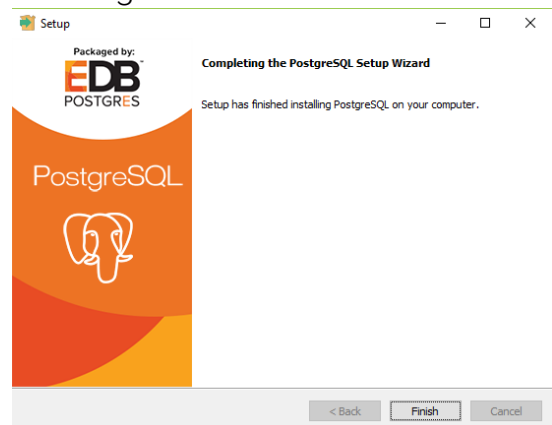 Setup
Packaged by:
EDB
POSTGRES
Completing the PostgreSQL Setup Wizard
Setup has finished installing PostgreSQL on your computer.
PostgreSQL
< Back
Finish
Cancel